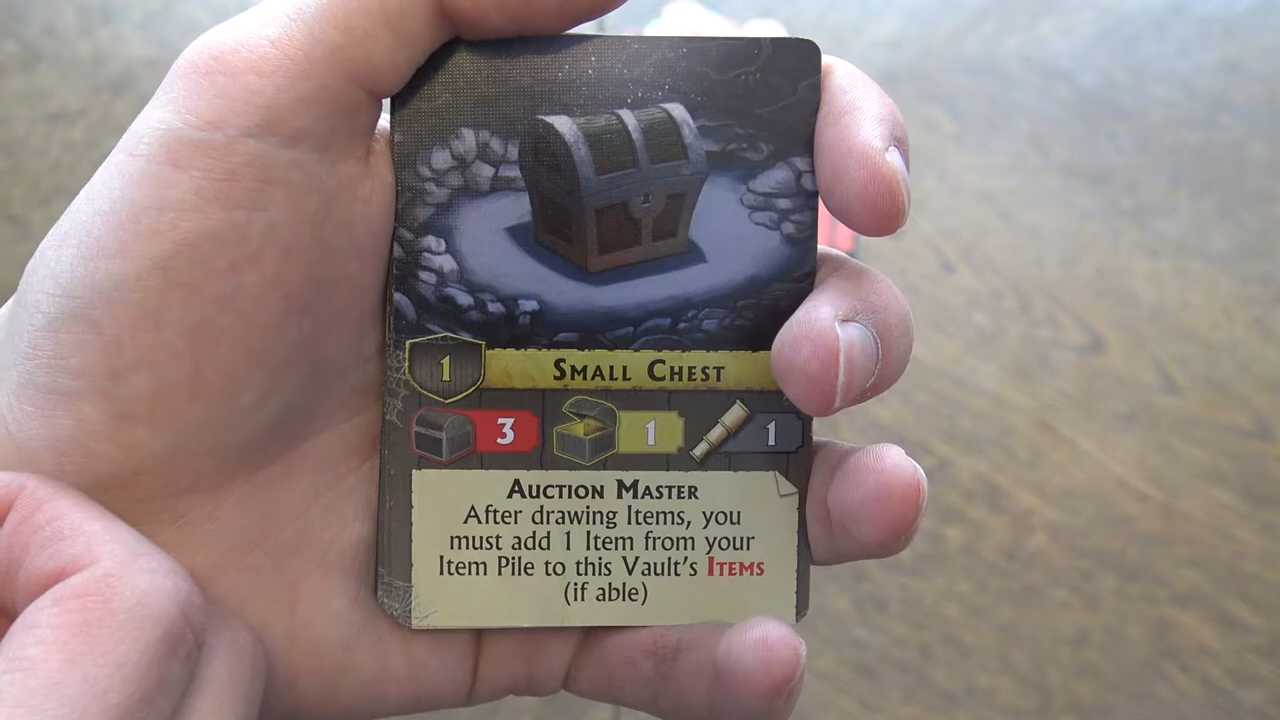 1
SMALL CHEST
3 1 1
AUCTION MASTER
After drawing Items, you
must add 1 Item from your
Item Pile to this Vault's ITEMS
(if able)